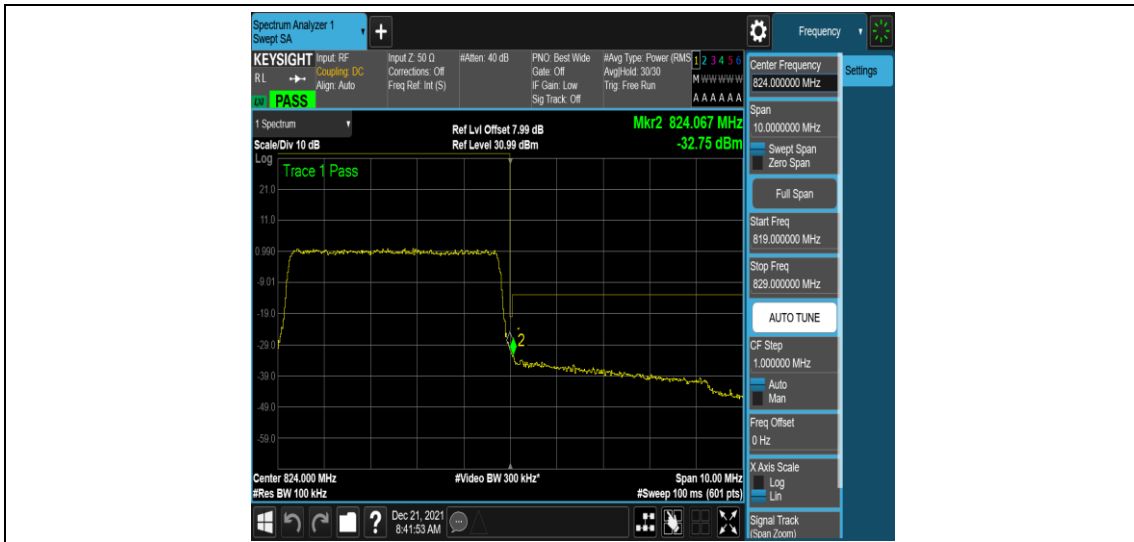 Spectrum Analyzer 1
Swept SA
+
Frequency
KEYSIGHT
RL
PASS
Input: RF
Coupling: DC
Align: Auto
Input Z: 50 Ω
Corrections: Off
Freq Ref: Int (S)
#Atten: 40 dB
PNO: Best Wide
Gate: Off
IF Gain: Low
Sig Track: Off
#Avg Type: Power (RMS
Avg|Hold: 30/30
Trig: Free Run
1 2 3 4 5 6
M W W W W W
A A A A A A
1 Spectrum
Scale/Div 10 dB
Ref Lvl Offset 7.99 dB
Ref Level 30.99 dBm
Mkr2 824.067 MHz
-32.75 dBm
Log
Trace 1 Pass
21.0
11.0
0.990
-9.01
-19.0
-29.0
-39.0
-49.0
-59.0
2
Center 824.000 MHz
#Res BW 100 kHz
#Video BW 300 kHz*
Span 10.00 MHz
#Sweep 100 ms (601 pts)
Center Frequency
824.000000 MHz
Settings
Span
10.0000000 MHz
Swept Span
Zero Span
Full Span
Start Freq
819.000000 MHz
Stop Freq
829.000000 MHz
AUTO TUNE
CF Step
1.000000 MHz
Auto
Man
Freq Offset
0 Hz
X Axis Scale
Log
Lin
Signal Track
(Span Zoom)
?
Dec 21, 2021
8:41:53 AM